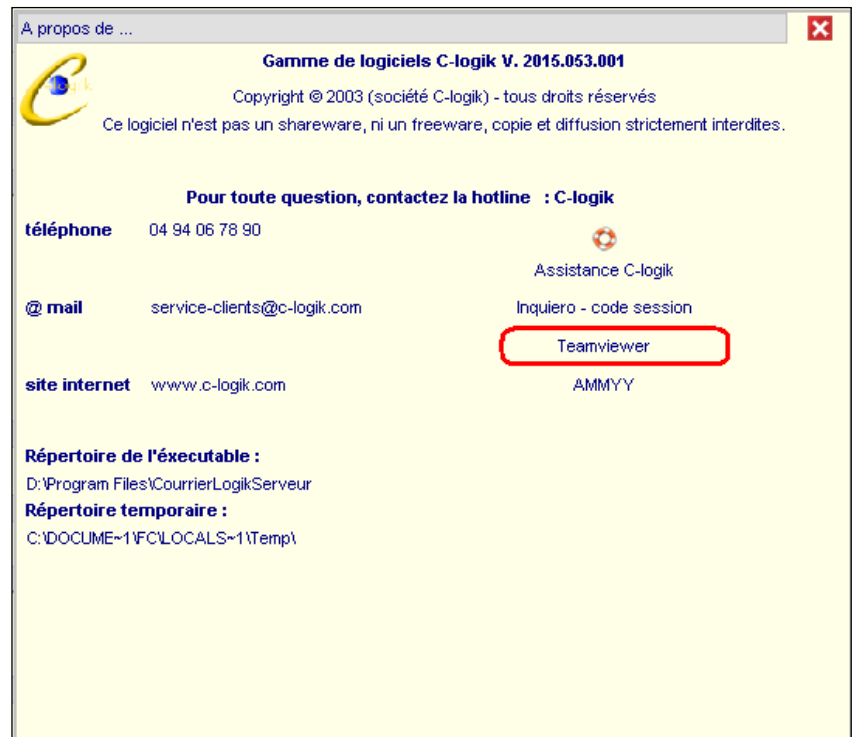 A propos de ...
Gamme de logiciels C-logik V. 2015.053.001
C-logik
Copyright © 2003 (société C-logik) - tous droits réservés
Ce logiciel n'est pas un shareware, ni un freeware, copie et diffusion strictement interdites.
Pour toute question, contactez la hotline : C-logik
téléphone 04 94 06 78 90
Assistance C-logik
@ mail service-clients@c-logik.com Inquiero - code session
Teamviewer
site internet www.c-logik.com AMMYY
Répertoire de l'éxecutable :
D:\Program Files\CourrierLogikServeur
Répertoire temporaire :
C:\DOCUME~1\FC\LOCALS~1\Temp\